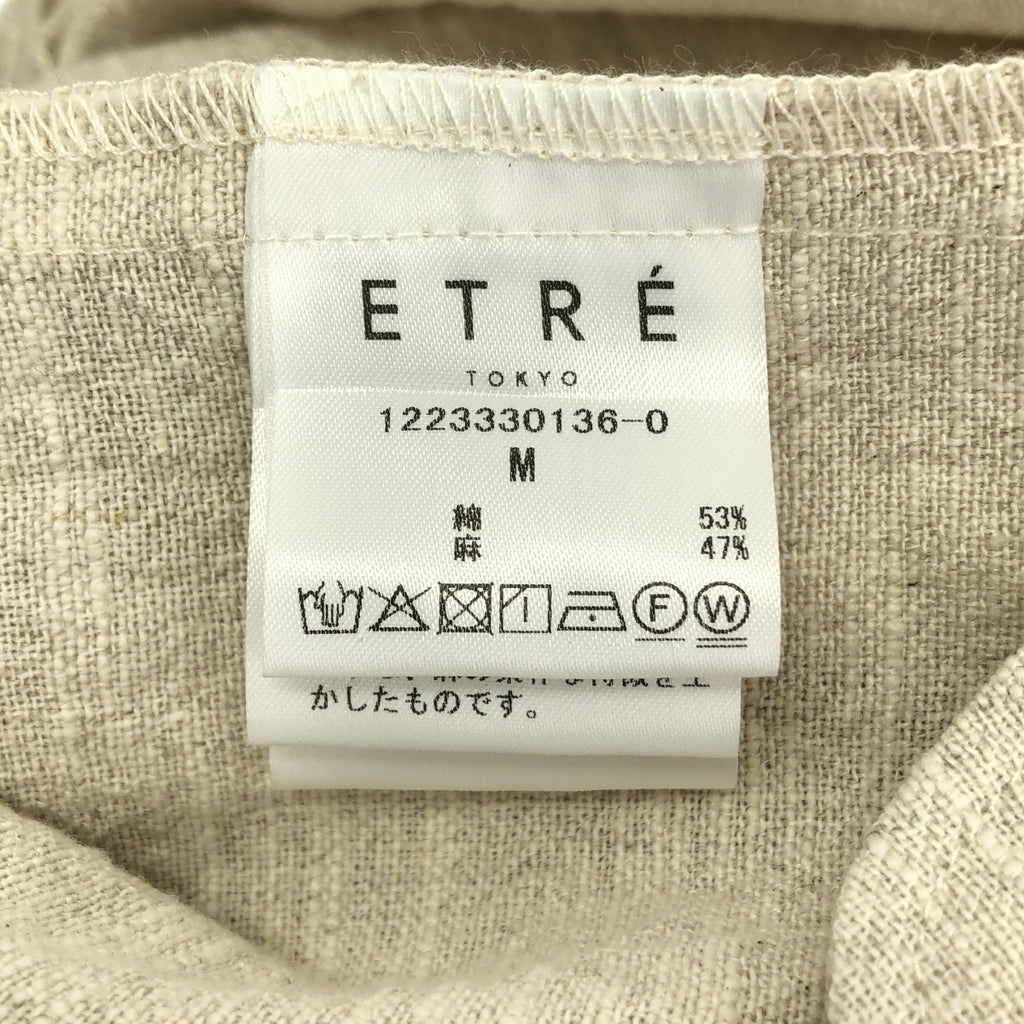 ETRÉ
TOKYO
1223330136-0
M
綿 53%
麻 47%
F W
かしたものです。